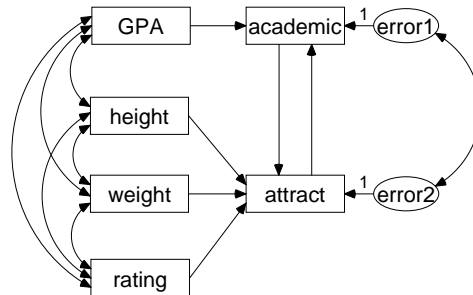 GPA academic 1 error1
height
weight attract 1 error2
rating